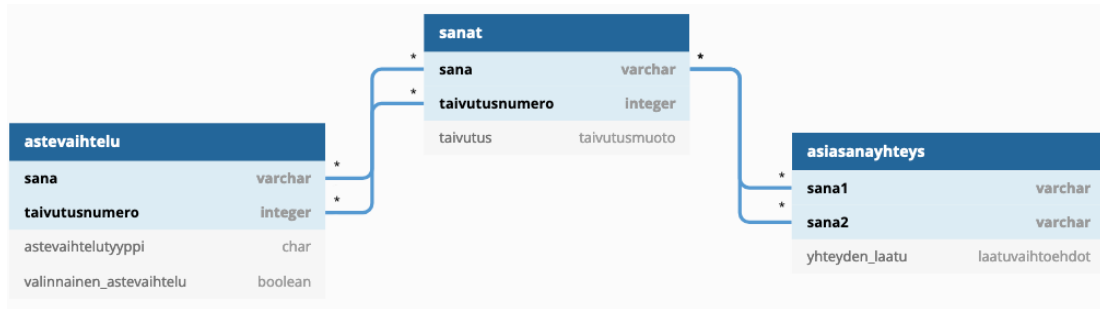 sanat
sana varchar
taivutusnumero integer
taivutus taivutusmuoto
astevaihtelu
sana varchar
taivutusnumero integer
astevaihtelutyyppi char
valinnainen_astevaihtelu boolean
asiasanayhteys
sana1 varchar
sana2 varchar
yhteyden_laatu laatuvaihtoehdot
*
*
*
*
*
*
*